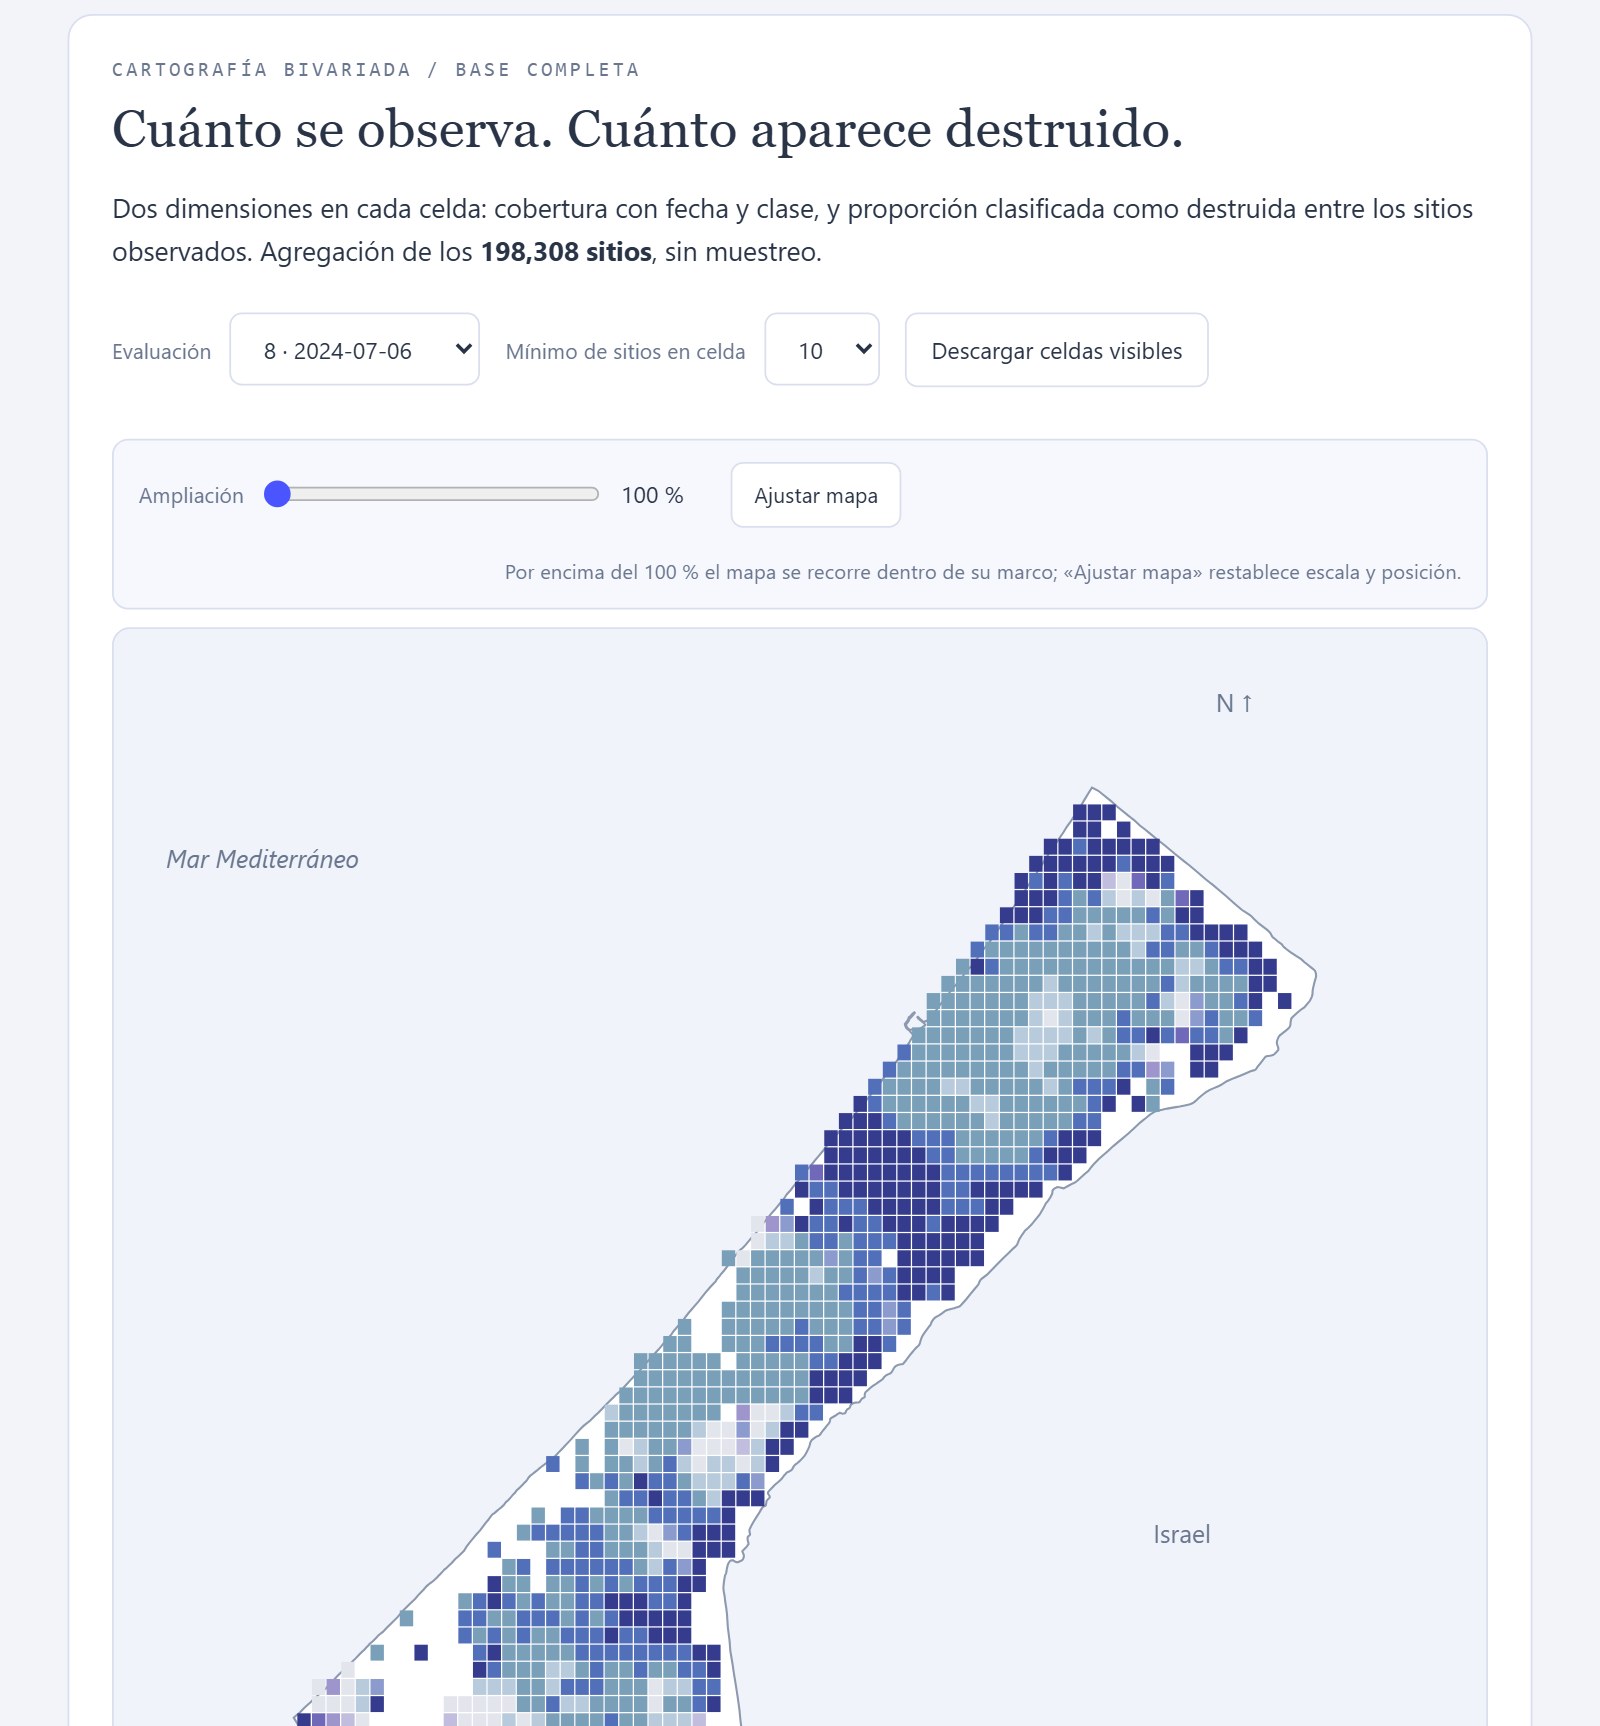 CARTOGRAFÍA BIVARIADA / BASE COMPLETA
Cuánto se observa. Cuánto aparece destruido.
Dos dimensiones en cada celda: cobertura con fecha y clase, y proporción clasificada como destruida entre los sitios
observados. Agregación de los 198,308 sitios, sin muestreo.
Evaluación 8 · 2024-07-06 Mínimo de sitios en celda 10 Descargar celdas visibles
Ampliación 100 % Ajustar mapa
Por encima del 100 % el mapa se recorre dentro de su marco; «Ajustar mapa» restablece escala y posición.
N ↑
Mar Mediterráneo
Israel